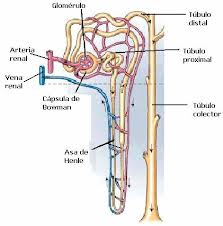 Glomérulo
Túbulo
distal
Arteria
renal
Túbulo
proximal
Vena
renal
Cápsula de
Bowman
Túbulo
colector
Asa de
Henle